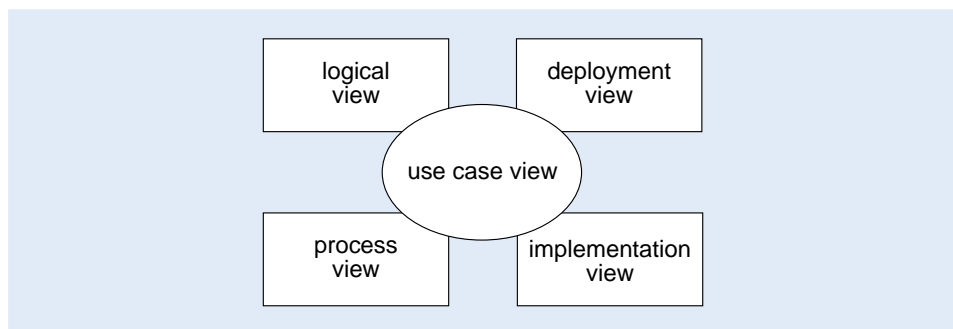 logical
view
deployment
view
use case view
process
view
implementation
view